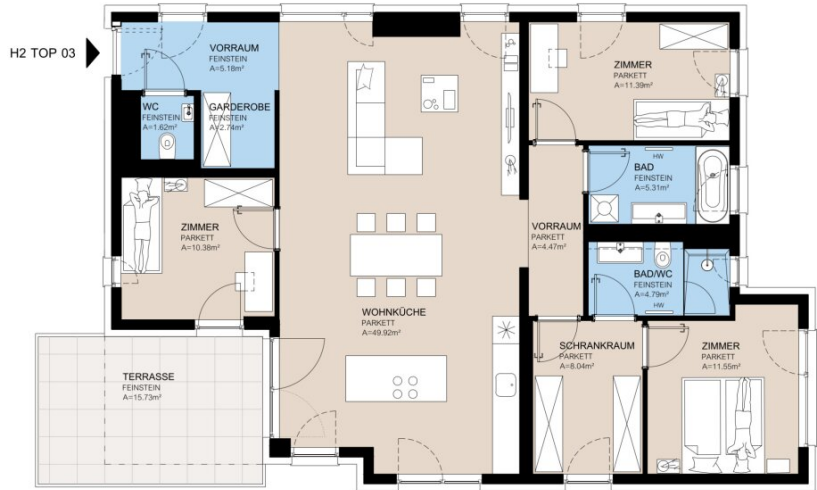 H2 TOP 03
VORRAUM
FEINSTEIN
A=5.18m²
WC
FEINSTEIN
A=1.62m²
GARDEROBE
FEINSTEIN
A=2.74m²
ZIMMER
PARKETT
A=11.39m²
HW
BAD
FEINSTEIN
A=5.31m²
ZIMMER
PARKETT
A=10.38m²
VORRAUM
PARKETT
A=4.47m²
BAD/WC
FEINSTEIN
A=4.79m²
HW
WOHNKÜCHE
PARKETT
A=49.92m²
SCHRANKRAUM
PARKETT
A=8.04m²
ZIMMER
PARKETT
A=11.55m²
TERRASSE
FEINSTEIN
A=15.73m²